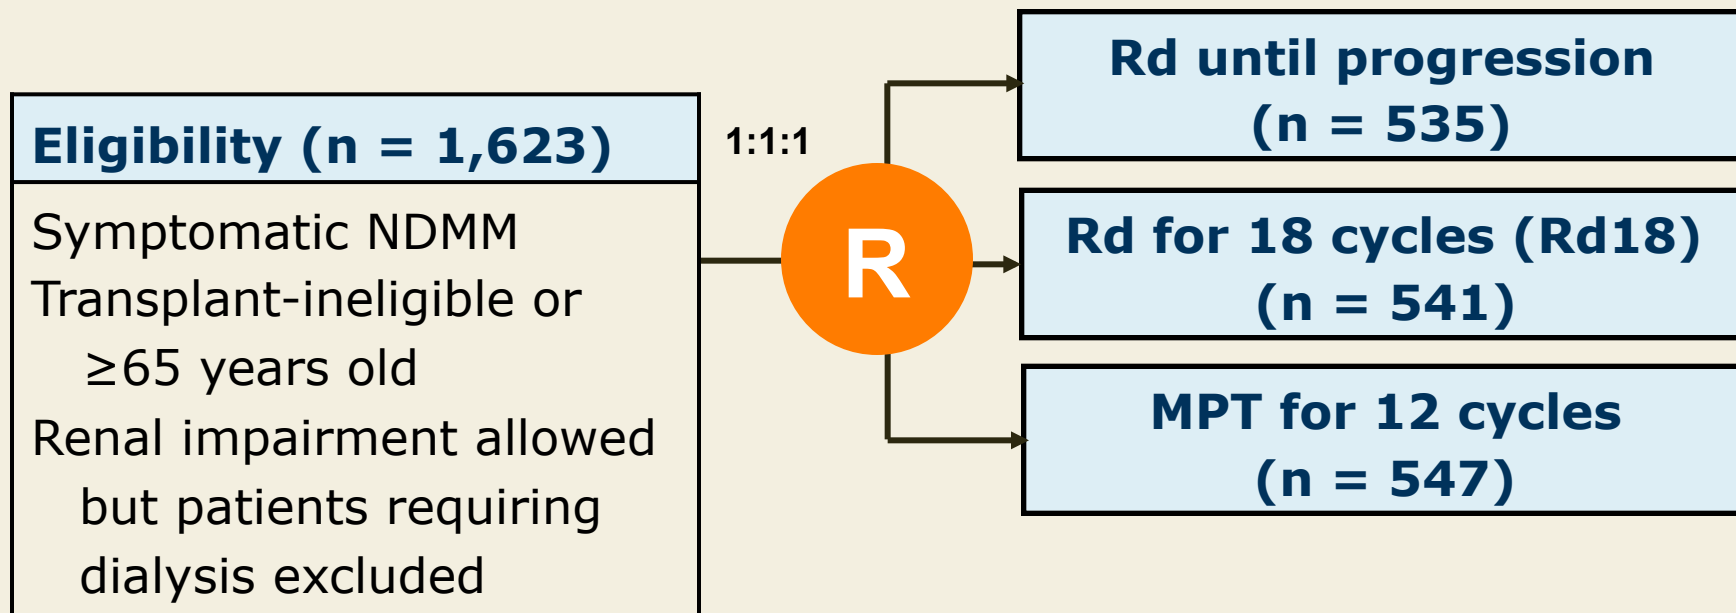 Eligibility (n = 1,623)
Symptomatic NDMM
Transplant-ineligible or
≥65 years old
Renal impairment allowed
but patients requiring
dialysis excluded
1:1:1
R
Rd until progression
(n = 535)
Rd for 18 cycles (Rd18)
(n = 541)
MPT for 12 cycles
(n = 547)